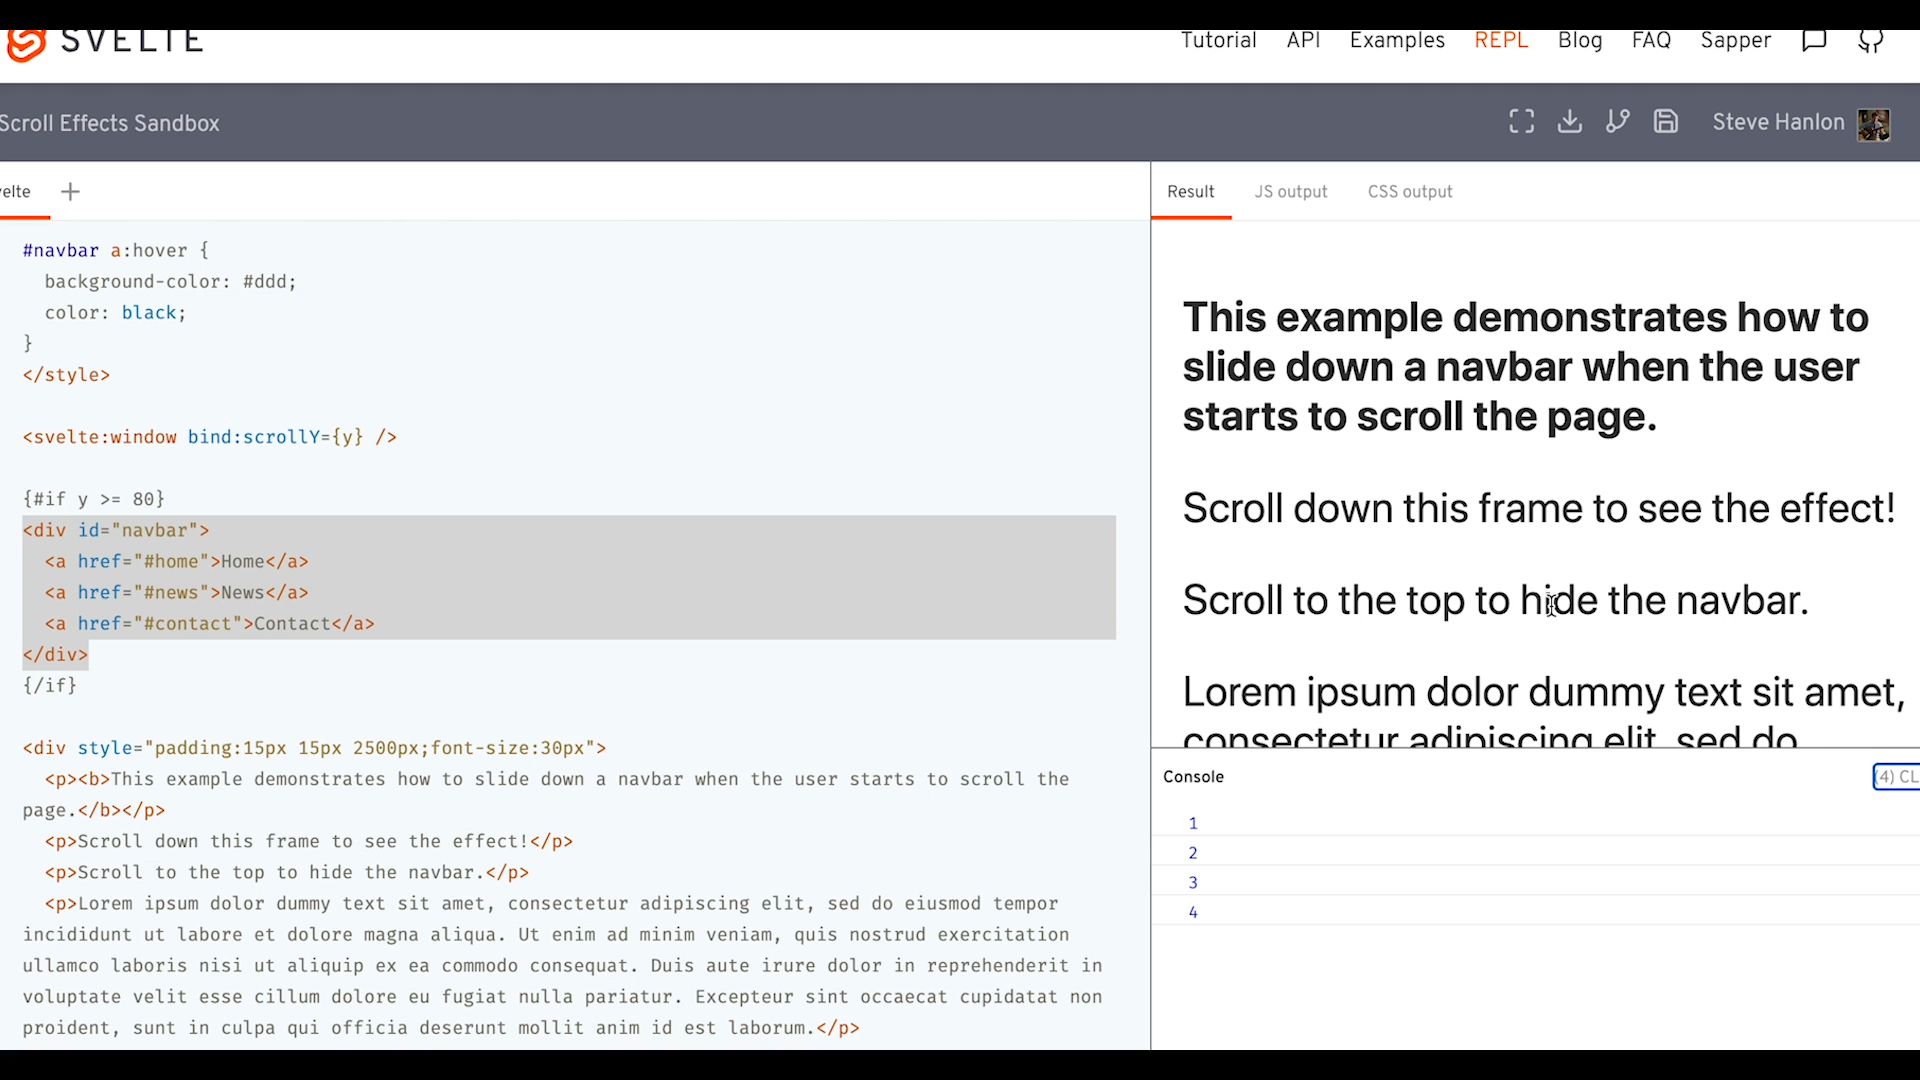 SVELTE
Tutorial API Examples REPL Blog FAQ Sapper
Scroll Effects Sandbox
Steve Hanlon
velte +
Result JS output CSS output
#navbar a:hover {
background-color: #ddd;
color: black;
}
</style>
<svelte:window bind:scrollY={y} />
{#if y >= 80}
<div id="navbar">
<a href="#home">Home</a>
<a href="#news">News</a>
<a href="#contact">Contact</a>
</div>
{/if}
<div style="padding:15px 15px 2500px;font-size:30px">
<p><b>This example demonstrates how to slide down a navbar when the user starts to scroll the
page.</b></p>
<p>Scroll down this frame to see the effect!</p>
<p>Scroll to the top to hide the navbar.</p>
<p>Lorem ipsum dolor dummy text sit amet, consectetur adipiscing elit, sed do eiusmod tempor
incididunt ut labore et dolore magna aliqua. Ut enim ad minim veniam, quis nostrud exercitation
ullamco laboris nisi ut aliquip ex ea commodo consequat. Duis aute irure dolor in reprehenderit in
voluptate velit esse cillum dolore eu fugiat nulla pariatur. Excepteur sint occaecat cupidatat non
proident, sunt in culpa qui officia deserunt mollit anim id est laborum.</p>
This example demonstrates how to
slide down a navbar when the user
starts to scroll the page.
Scroll down this frame to see the effect!
Scroll to the top to hide the navbar.
Lorem ipsum dolor dummy text sit amet,
consectetur adipiscing elit, sed do
Console
(4) CL
1
2
3
4